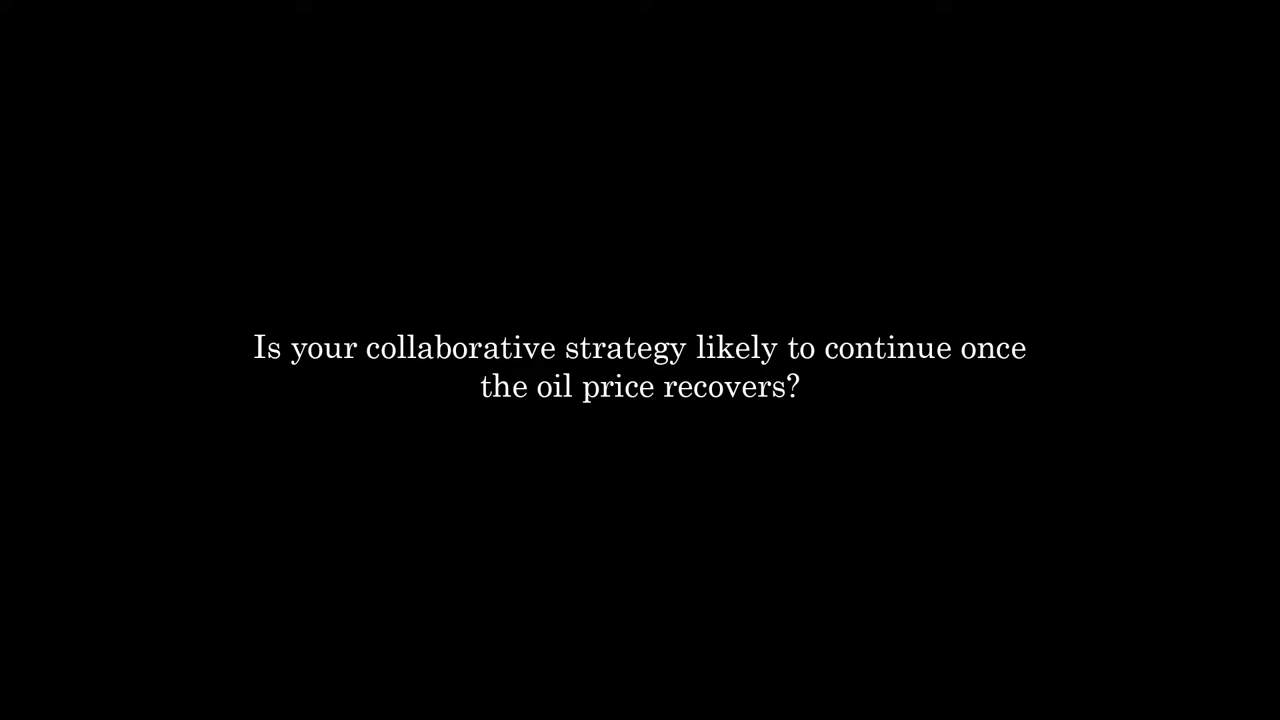 Is your collaborative strategy likely to continue once
the oil price recovers?